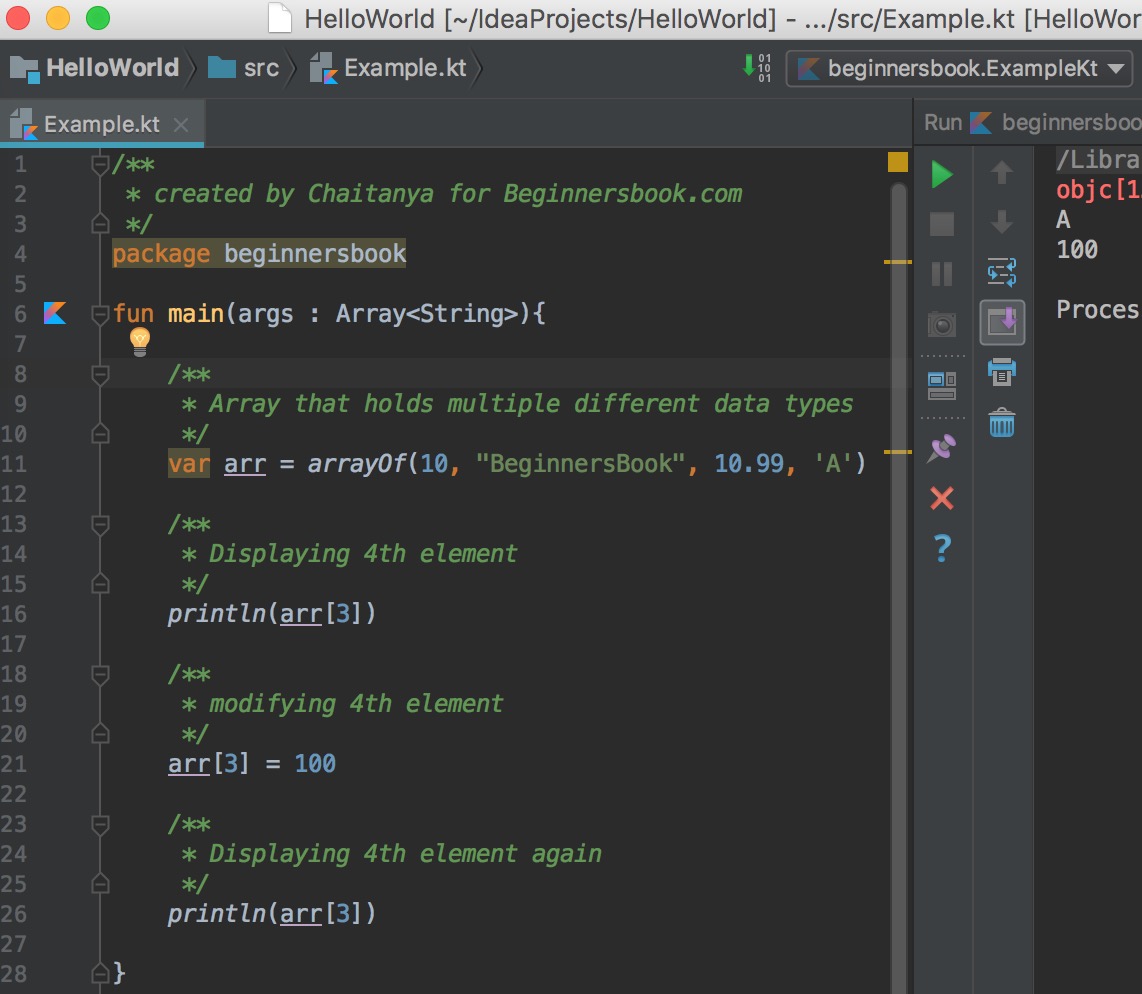 HelloWorld [~/IdeaProjects/HelloWorld] - .../src/Example.kt [HelloWor
HelloWorld src Example.kt beginnersbook.ExampleKt
Example.kt
Run beginnersboo
1 /**
2 * created by Chaitanya for Beginnersbook.com
3 */
4 package beginnersbook
5
6 fun main(args : Array<String>){
7
8 /**
9 * Array that holds multiple different data types
10 */
11 var arr = arrayOf(10, "BeginnersBook", 10.99, 'A')
12
13 /**
14 * Displaying 4th element
15 */
16 println(arr[3])
17
18 /**
19 * modifying 4th element
20 */
21 arr[3] = 100
22
23 /**
24 * Displaying 4th element again
25 */
26 println(arr[3])
27
28 }
/Libra
objc[1
A
100
Proces